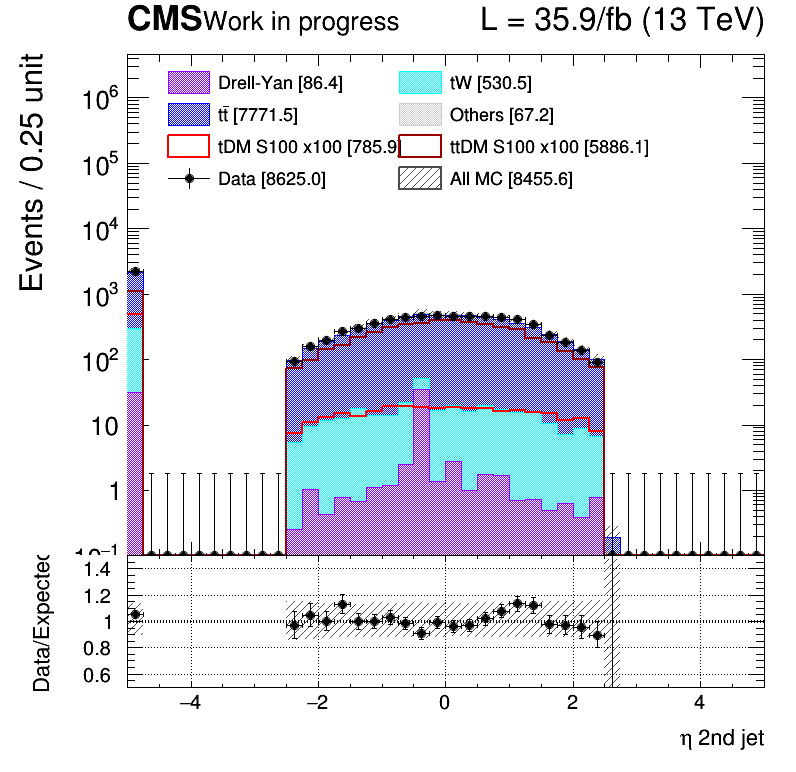 CMS Work in progress L = 35.9/fb (13 TeV)
Events / 0.25 unit
Drell-Yan [86.4] tW [530.5]
tt̄ [7771.5] Others [67.2]
tDM S100 x100 [785.9] ttDM S100 x100 [5886.1]
Data [8625.0] All MC [8455.6]
10⁶
10⁵
10⁴
10³
10²
10
1
10⁻¹
Data/Expected
1.4
1.2
1
0.8
0.6
−4 −2 0 2 4
η 2nd jet